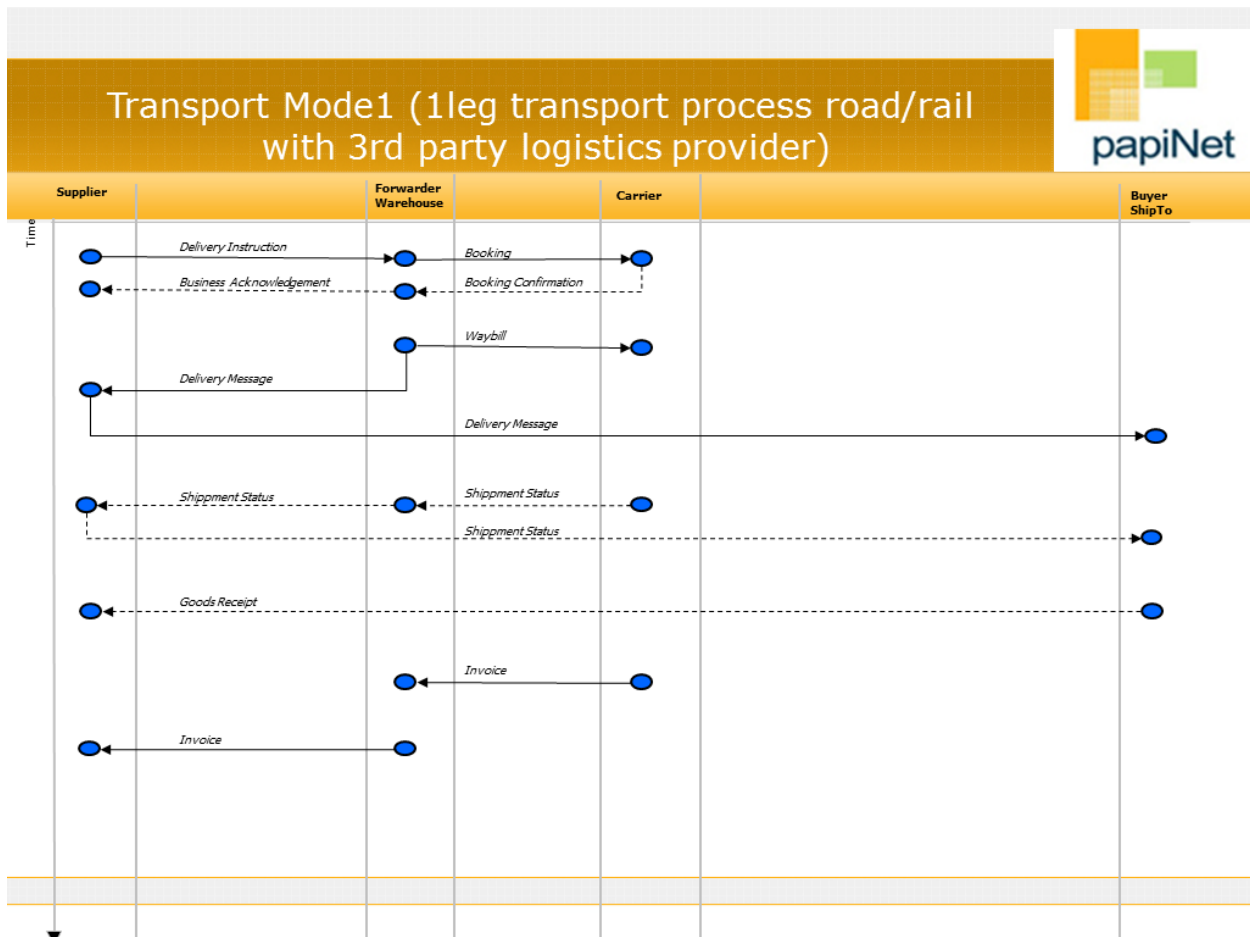 Transport Mode1 (1leg transport process road/rail
with 3rd party logistics provider)
papiNet
Supplier
Forwarder
Warehouse
Carrier
Buyer
ShipTo
Time
Delivery Instruction
Booking
Business Acknowledgement
Booking Confirmation
Waybill
Delivery Message
Delivery Message
Shippment Status
Shippment Status
Shippment Status
Goods Receipt
Invoice
Invoice